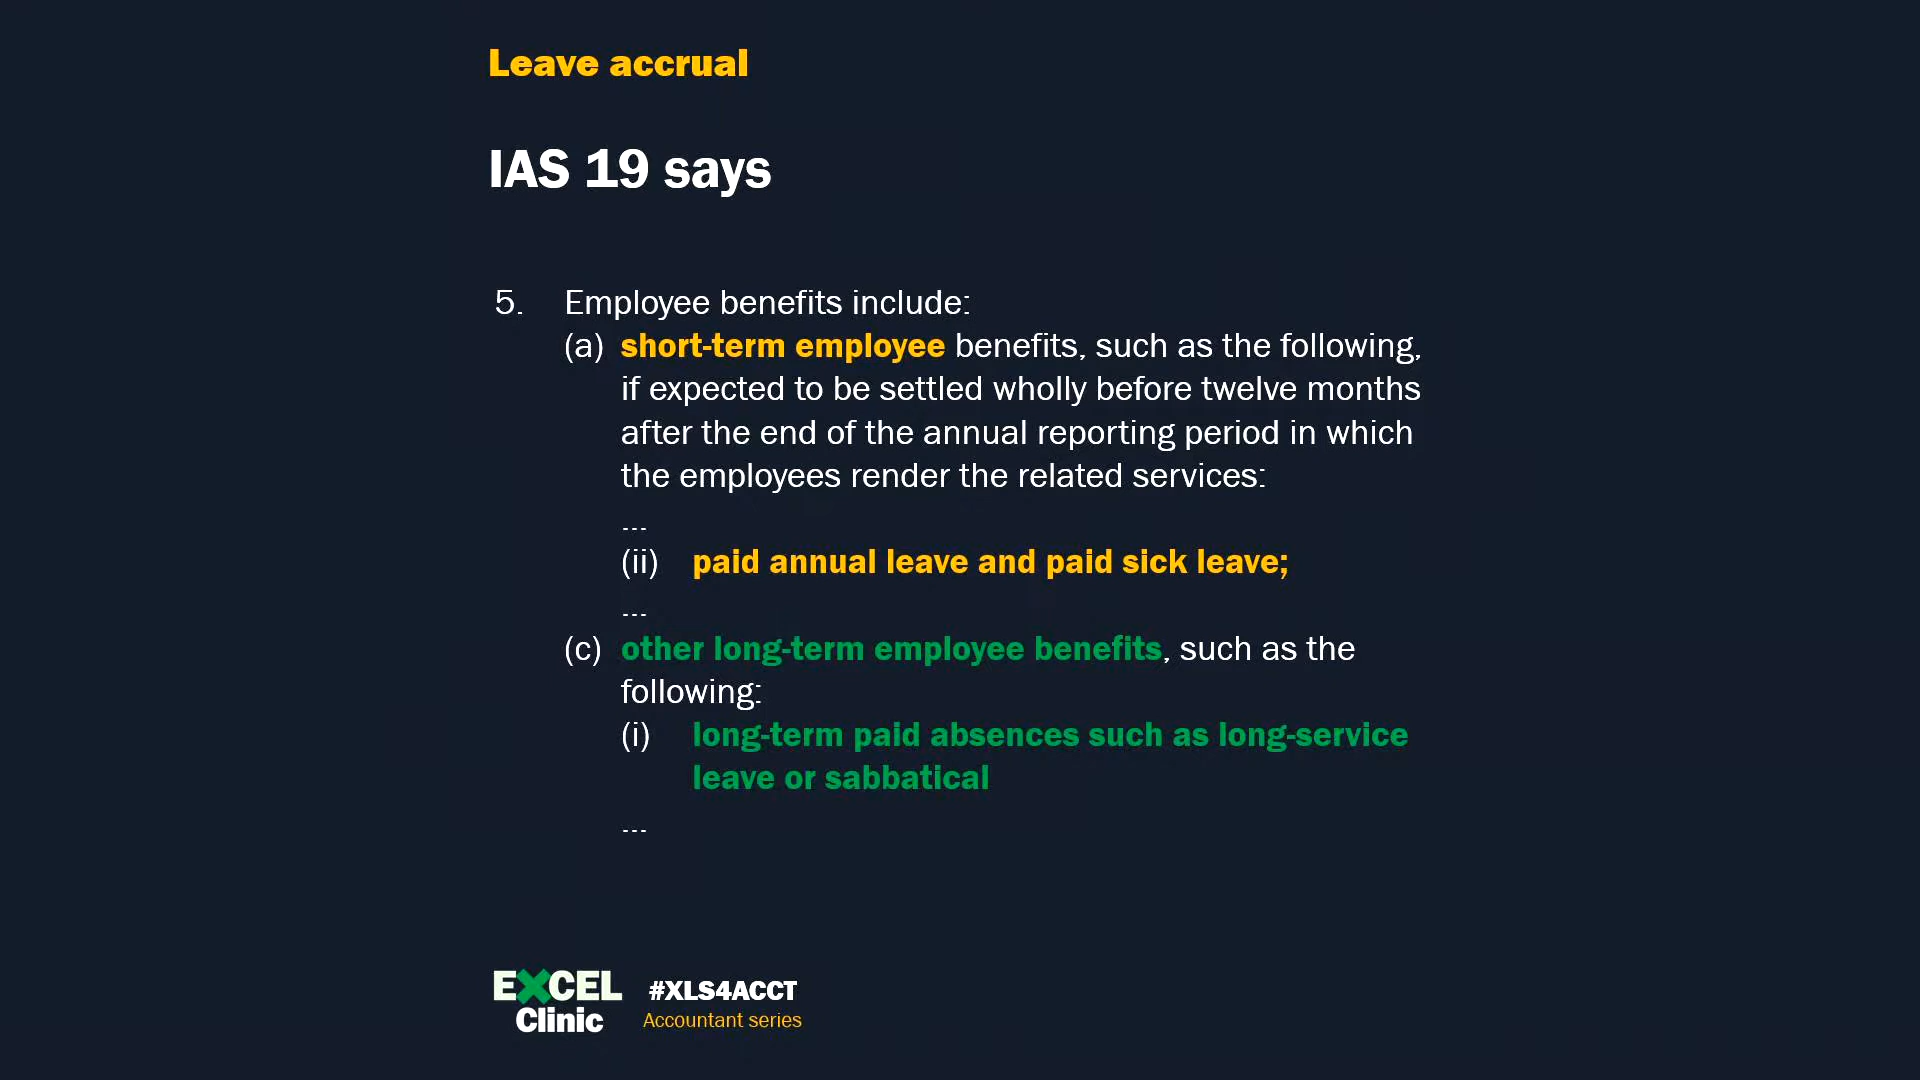 Leave accrual
IAS 19 says
5. Employee benefits include:
(a) short-term employee benefits, such as the following,
if expected to be settled wholly before twelve months
after the end of the annual reporting period in which
the employees render the related services:
...
(ii) paid annual leave and paid sick leave;
...
(c) other long-term employee benefits, such as the
following:
(i) long-term paid absences such as long-service
leave or sabbatical
...
EXCEL
Clinic
#XLS4ACCT
Accountant series